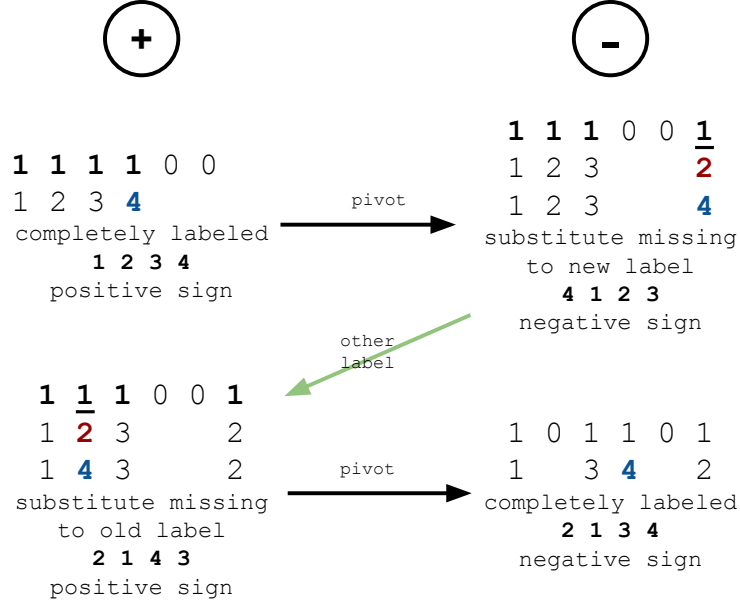 +
-
1 1 1 1 0 0
1 2 3 4
completely labeled
1 2 3 4
positive sign
pivot
1 1 1 0 0 1
1 2 3 2
1 2 3 4
substitute missing
to new label
4 1 2 3
negative sign
other
label
1 1 1 0 0 1
1 2 3 2
1 4 3 2
substitute missing
to old label
2 1 4 3
positive sign
pivot
1 0 1 1 0 1
1 3 4 2
completely labeled
2 1 3 4
negative sign